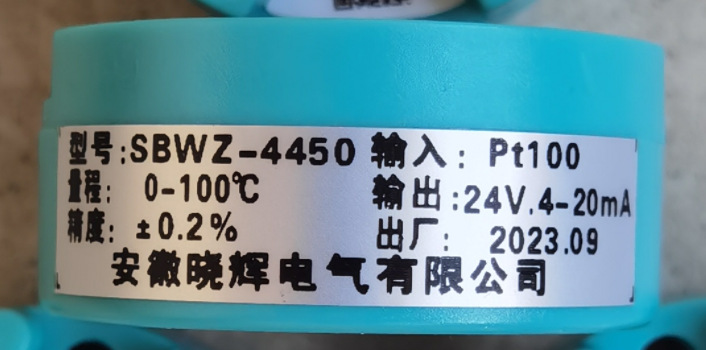 型号:SBWZ-4450 输入: Pt100
量程: 0-100℃ 输出:24V.4-20mA
精度: ±0.2% 出厂: 2023.09
安徽晓辉电气有限公司